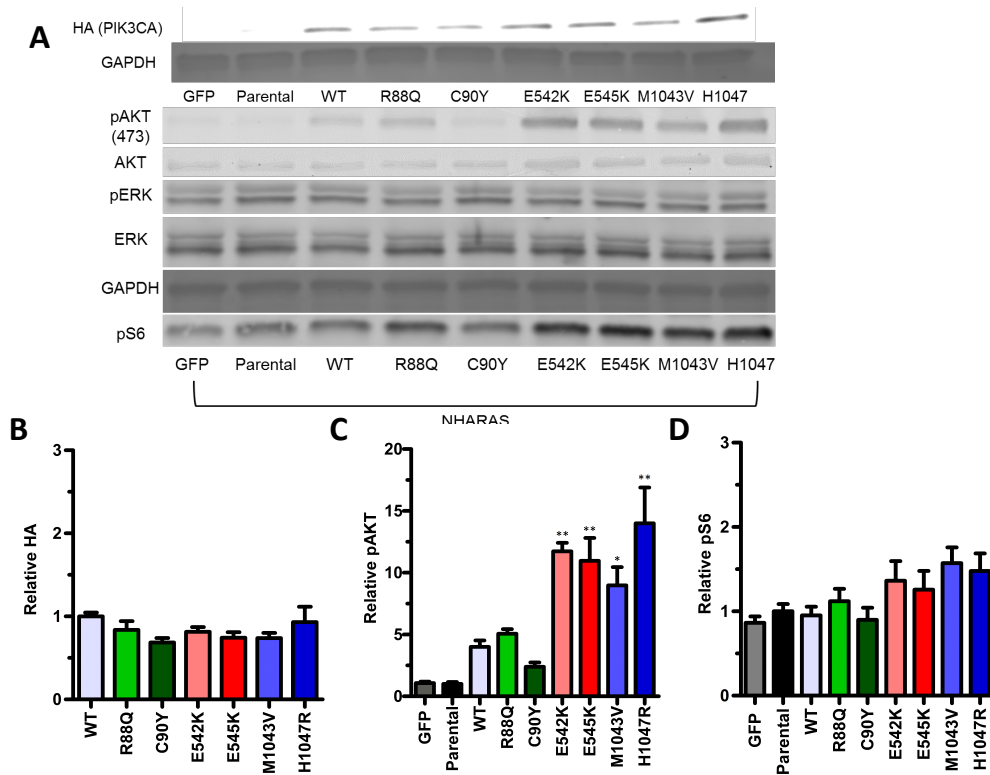 A
HA (PIK3CA)
GAPDH
GFP Parental WT R88Q C90Y E542K E545K M1043V H1047
pAKT
(473)
AKT
pERK
ERK
GAPDH
pS6
GFP Parental WT R88Q C90Y E542K E545K M1043V H1047
NHARAS
B
3
2
1
0
Relative HA
WT R88Q C90Y E542K E545K M1043V H1047R
C
20
15
10
5
0
Relative pAKT
** ** * **
GFP Parental WT R88Q C90Y E542K E545K M1043V H1047R
D
3
2
1
0
Relative pS6
GFP Parental WT R88Q C90Y E542K E545K M1043V H1047R